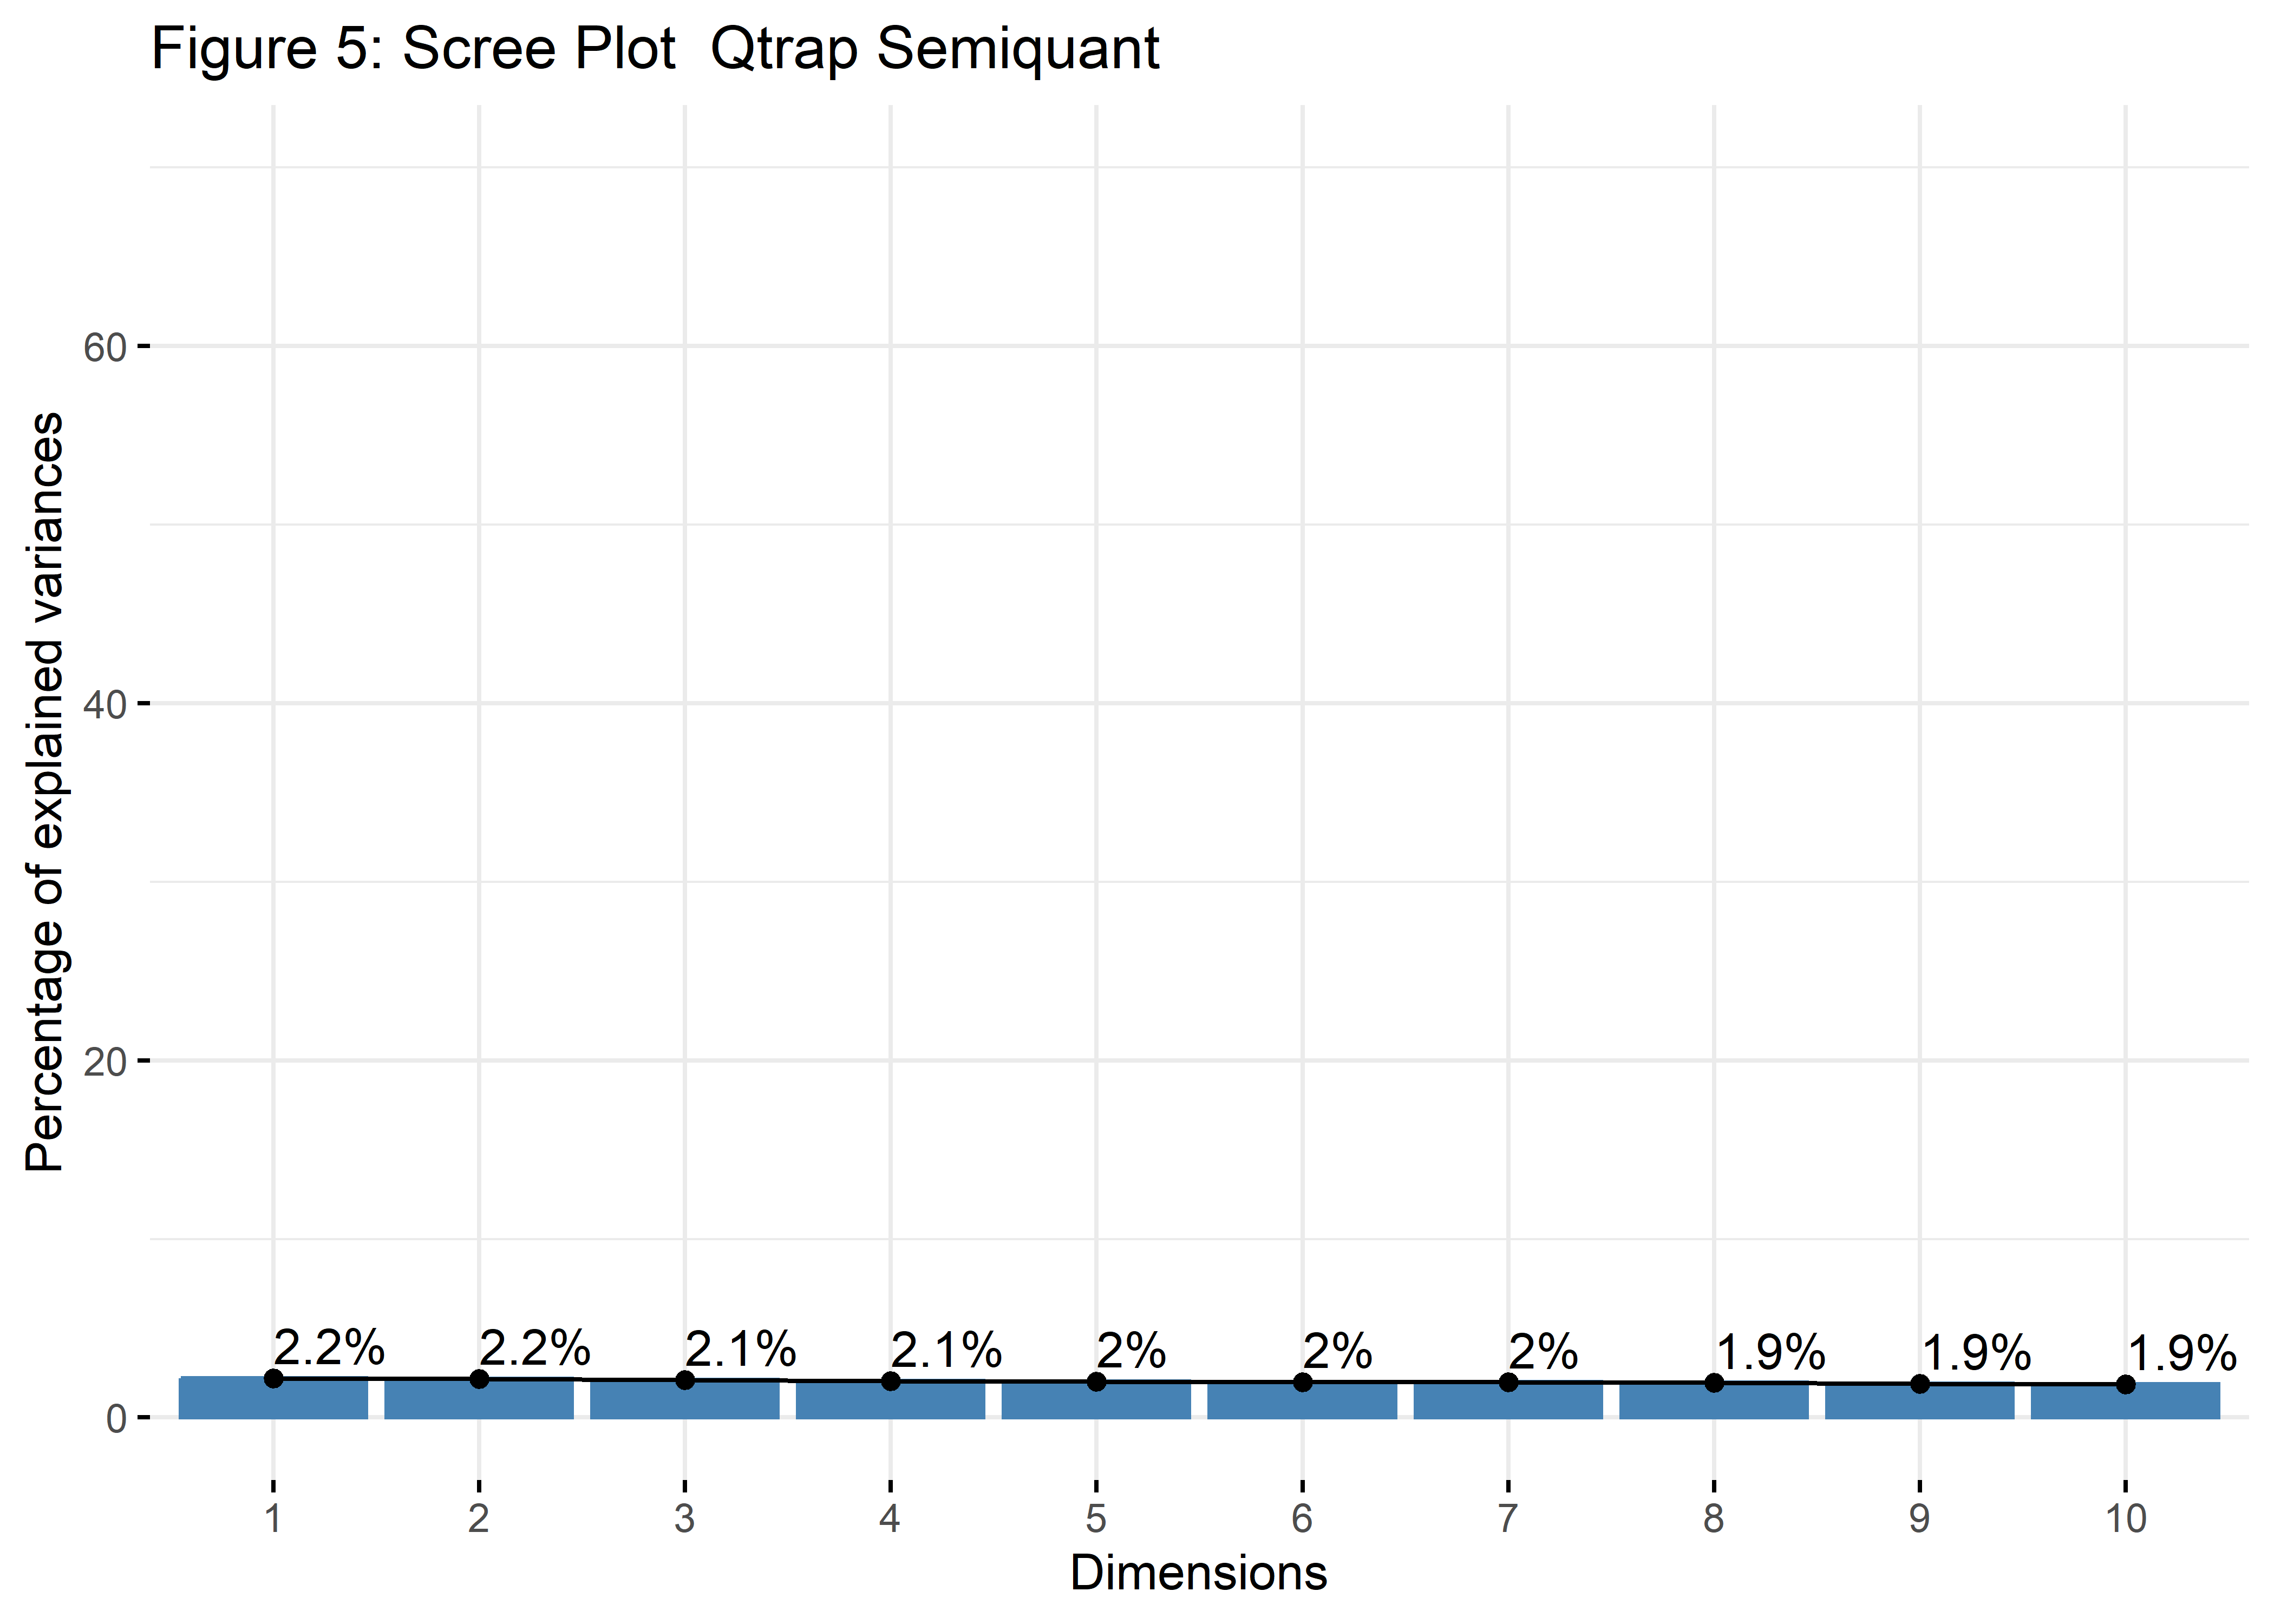 Figure 5: Scree Plot  Qtrap Semiquant
Percentage of explained variances
60
40
20
0
2.2% 2.2% 2.1% 2.1% 2% 2% 2% 1.9% 1.9% 1.9%
1 2 3 4 5 6 7 8 9 10
Dimensions